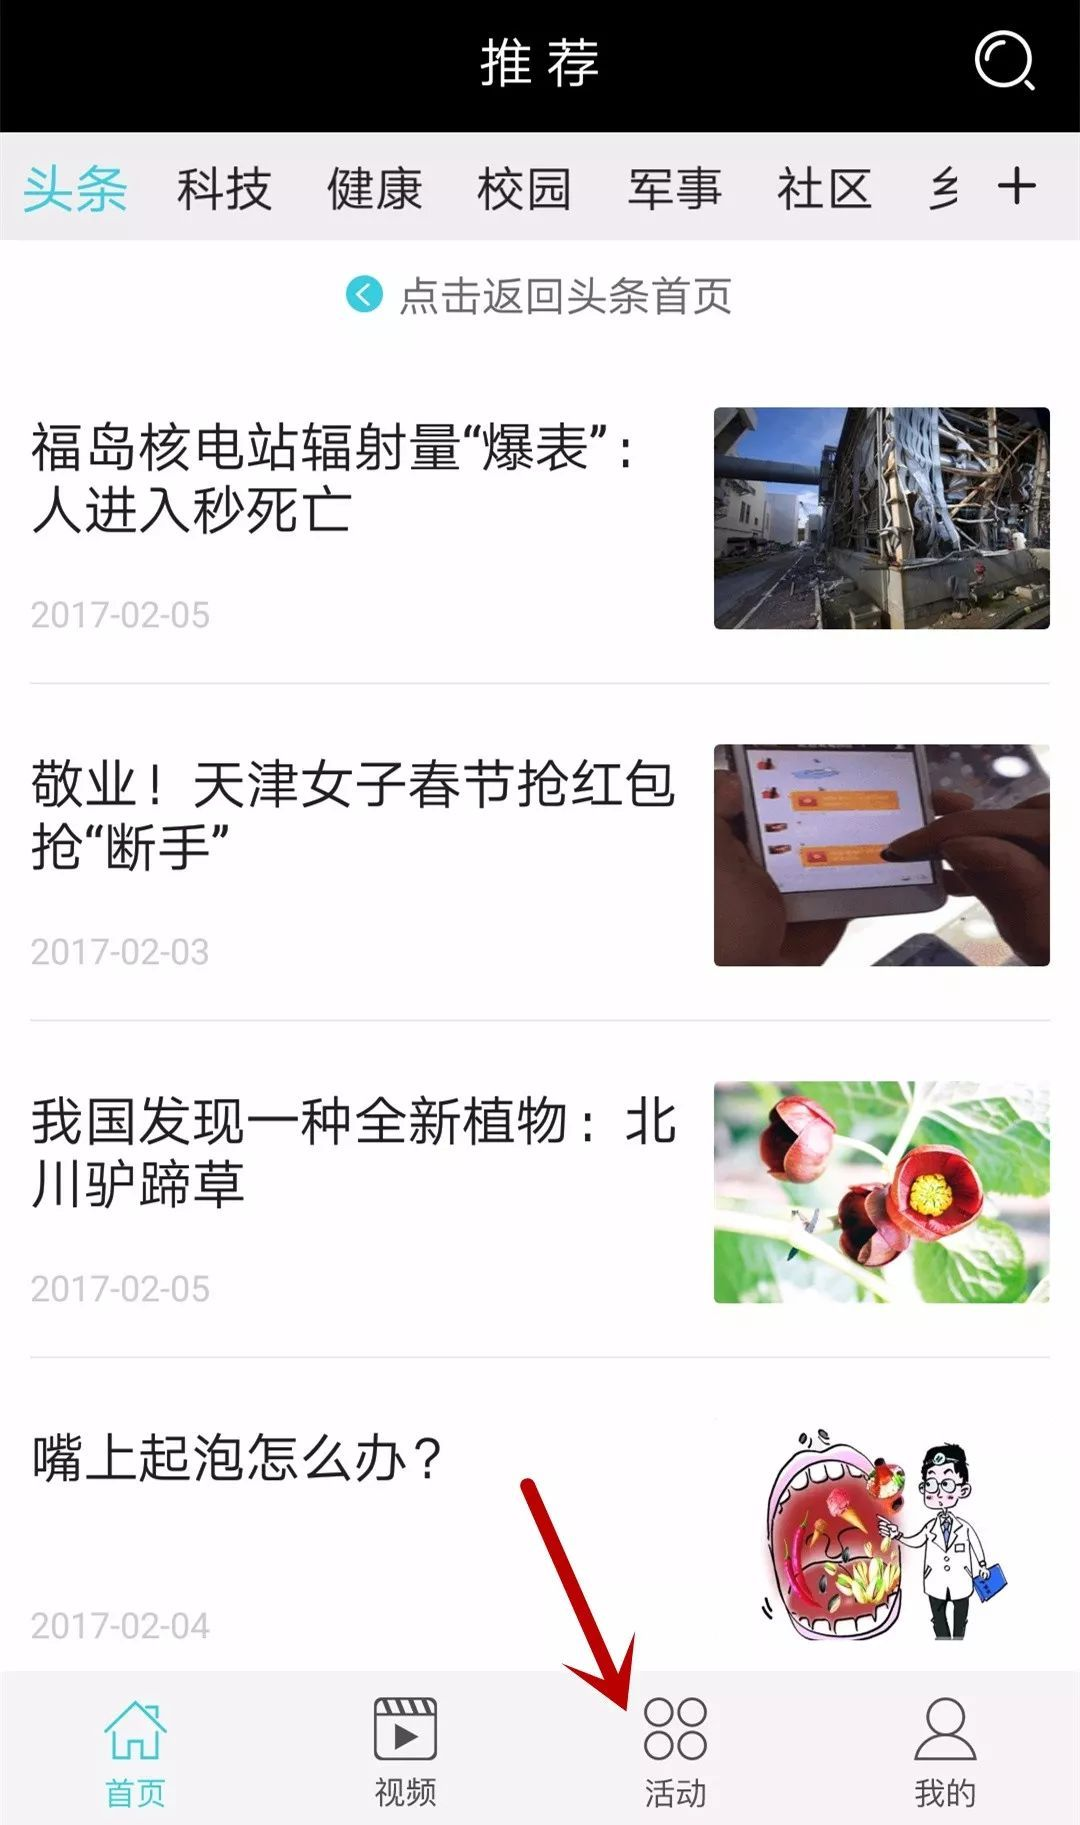 推荐
头条 科技 健康 校园 军事 社区
点击返回头条首页
福岛核电站辐射量“爆表”：
人进入秒死亡
2017-02-05
敬业！天津女子春节抢红包
抢“断手”
2017-02-03
我国发现一种全新植物：北
川驴蹄草
2017-02-05
嘴上起泡怎么办？
2017-02-04
首页 视频 活动 我的